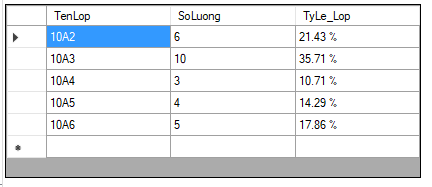 TenLop SoLuong TyLe_Lop
10A2 6 21.43 %
10A3 10 35.71 %
10A4 3 10.71 %
10A5 4 14.29 %
10A6 5 17.86 %